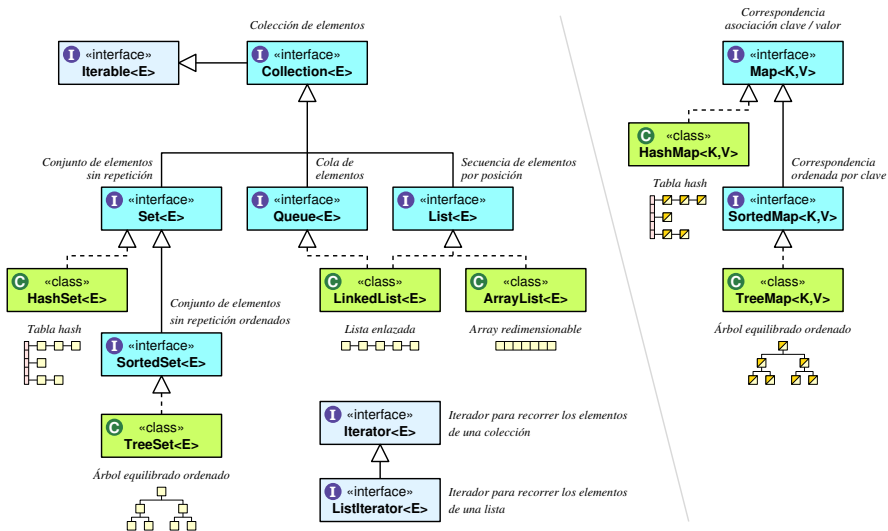 Colección de elementos
I «interface»
Iterable<E>
I «interface»
Collection<E>
Conjunto de elementos
sin repetición
Cola de
elementos
Secuencia de elementos
por posición
I «interface»
Set<E>
I «interface»
Queue<E>
I «interface»
List<E>
C «class»
HashSet<E>
C «class»
LinkedList<E>
C «class»
ArrayList<E>
Tabla hash
Conjunto de elementos
sin repetición ordenados
Lista enlazada
Array redimensionable
I «interface»
SortedSet<E>
C «class»
TreeSet<E>
Árbol equilibrado ordenado
I «interface»
Iterator<E>
Iterador para recorrer los elementos
de una colección
I «interface»
ListIterator<E>
Iterador para recorrer los elementos
de una lista
Correspondencia
asociación clave / valor
I «interface»
Map<K,V>
C «class»
HashMap<K,V>
Tabla hash
Correspondencia
ordenada por clave
I «interface»
SortedMap<K,V>
C «class»
TreeMap<K,V>
Árbol equilibrado ordenado